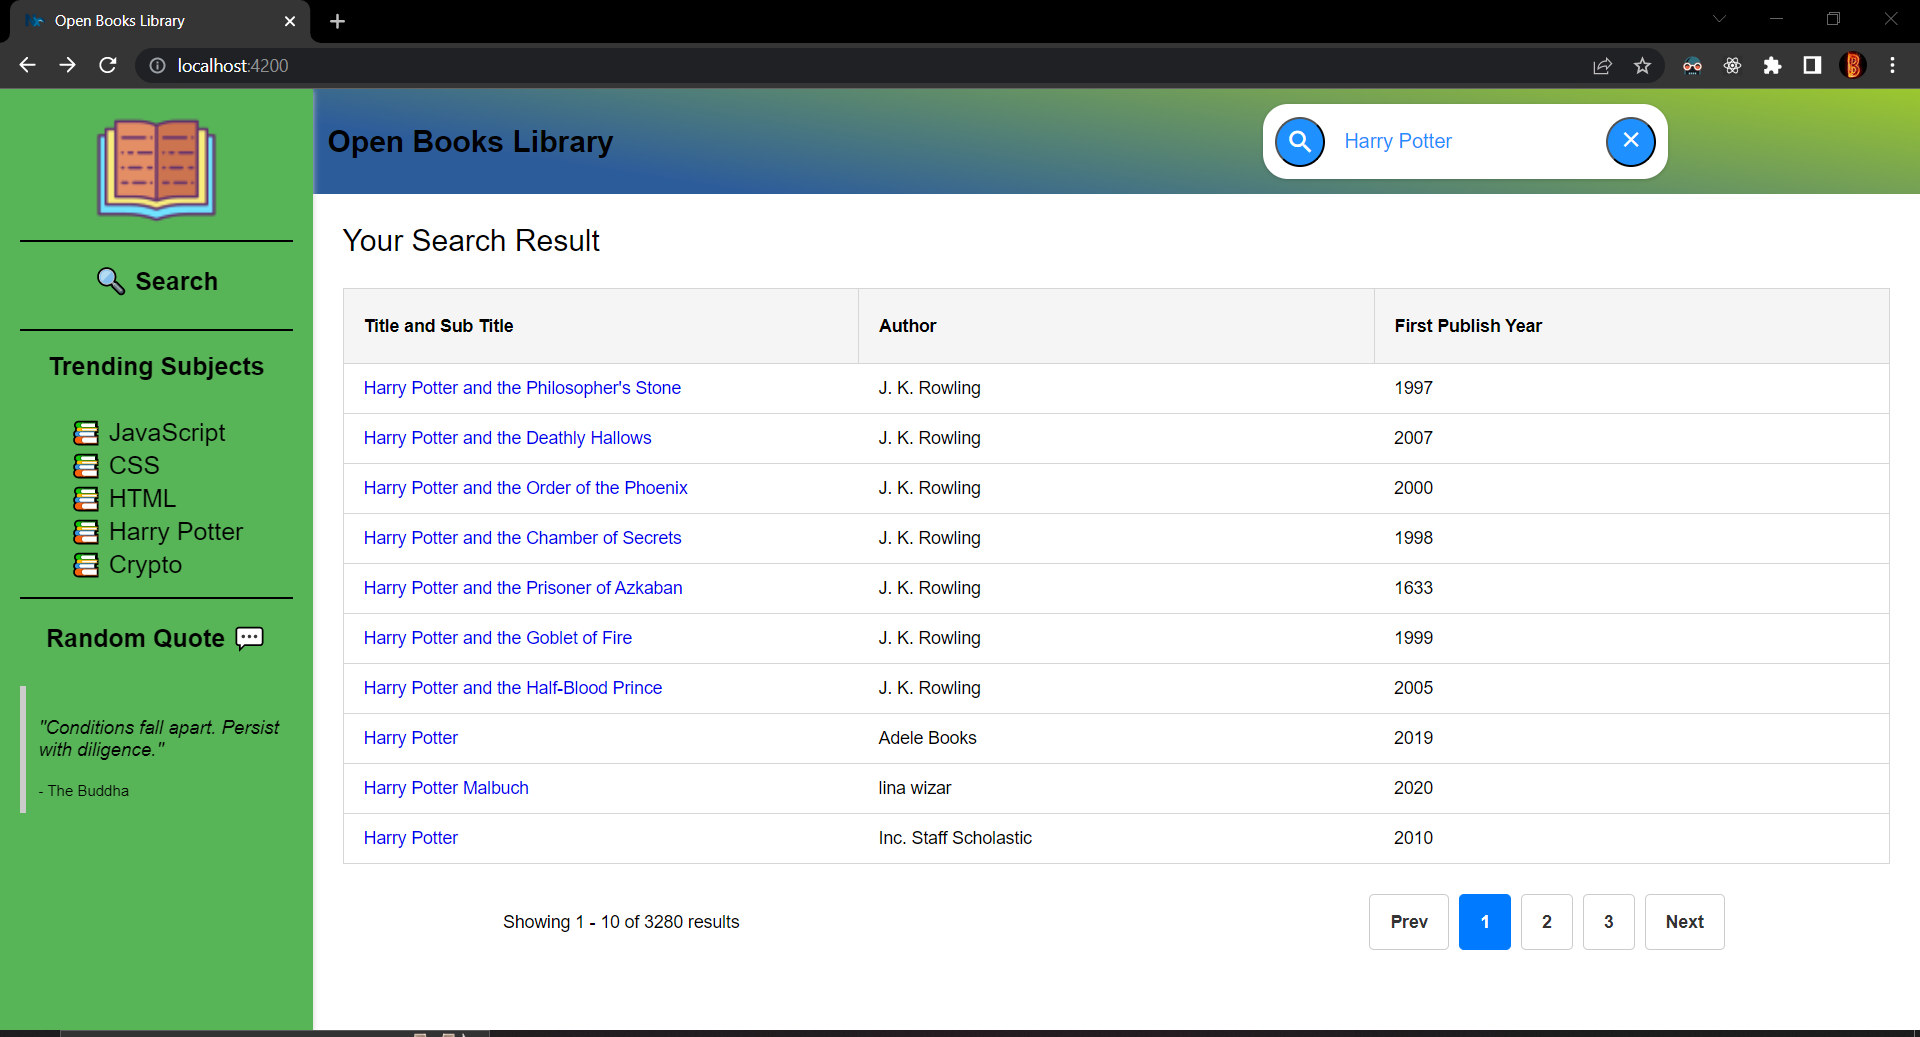 Open Books Library
localhost:4200
Open Books Library
Harry Potter
Search
Trending Subjects
JavaScript
CSS
HTML
Harry Potter
Crypto
Random Quote
"Conditions fall apart. Persist
with diligence."
- The Buddha
Your Search Result
Title and Sub Title Author First Publish Year
Harry Potter and the Philosopher's Stone J. K. Rowling 1997
Harry Potter and the Deathly Hallows J. K. Rowling 2007
Harry Potter and the Order of the Phoenix J. K. Rowling 2000
Harry Potter and the Chamber of Secrets J. K. Rowling 1998
Harry Potter and the Prisoner of Azkaban J. K. Rowling 1633
Harry Potter and the Goblet of Fire J. K. Rowling 1999
Harry Potter and the Half-Blood Prince J. K. Rowling 2005
Harry Potter Adele Books 2019
Harry Potter Malbuch lina wizar 2020
Harry Potter Inc. Staff Scholastic 2010
Showing 1 - 10 of 3280 results Prev 1 2 3 Next